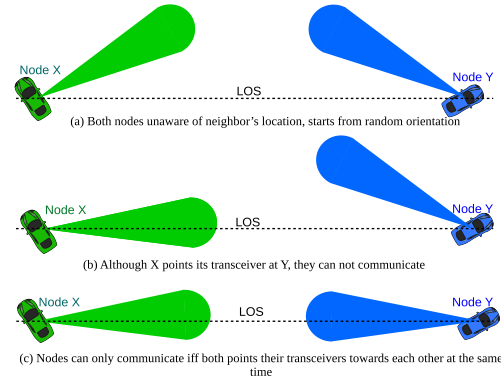 Node X
Node Y
LOS
(a) Both nodes unaware of neighbor's location, starts from random orientation
Node X
Node Y
LOS
(b) Although X points its transceiver at Y, they can not communicate
Node X
Node Y
LOS
(c) Nodes can only communicate iff both points their transceivers towards each other at the same
time